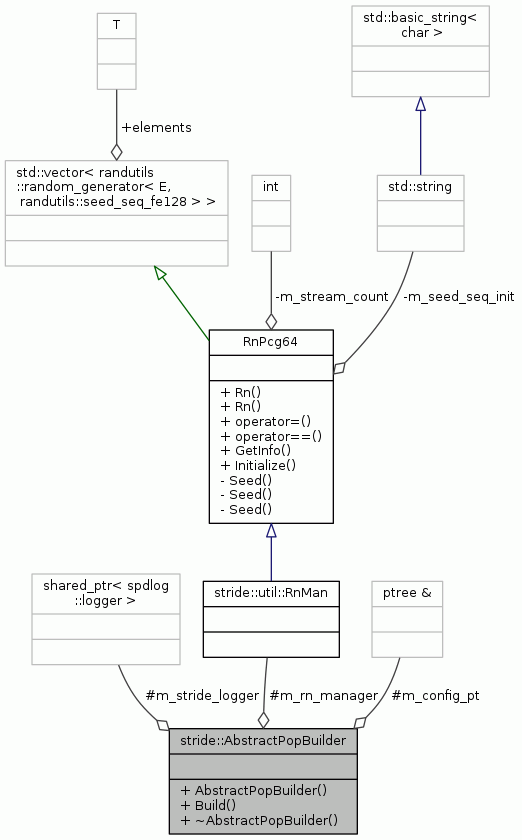 T
std::basic_string<
char >
+elements
std::vector< randutils
::random_generator< E,
randutils::seed_seq_fe128 > >
int
std::string
-m_stream_count
-m_seed_seq_init
RnPcg64
+ Rn()
+ Rn()
+ operator=()
+ operator==()
+ GetInfo()
+ Initialize()
- Seed()
- Seed()
- Seed()
shared_ptr< spdlog
::logger >
stride::util::RnMan
ptree &
#m_stride_logger
#m_rn_manager
#m_config_pt
stride::AbstractPopBuilder
+ AbstractPopBuilder()
+ Build()
+ ~AbstractPopBuilder()